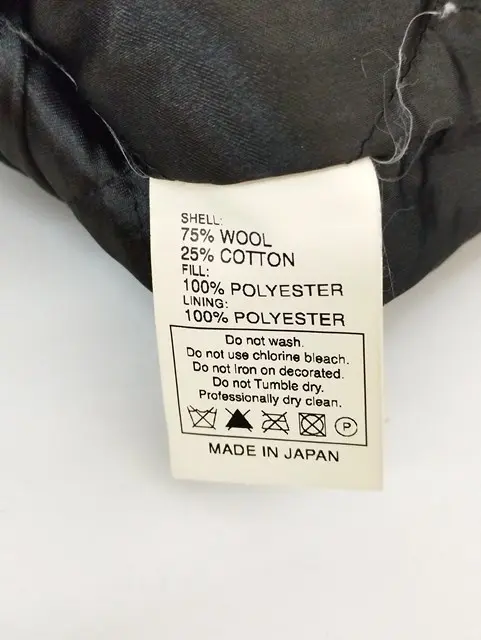 SHELL:
75% WOOL
25% COTTON
FILL:
100% POLYESTER
LINING:
100% POLYESTER
Do not wash.
Do not use chlorine bleach.
Do not Iron on decorated.
Do not Tumble dry.
Professionally dry clean.
P
MADE IN JAPAN